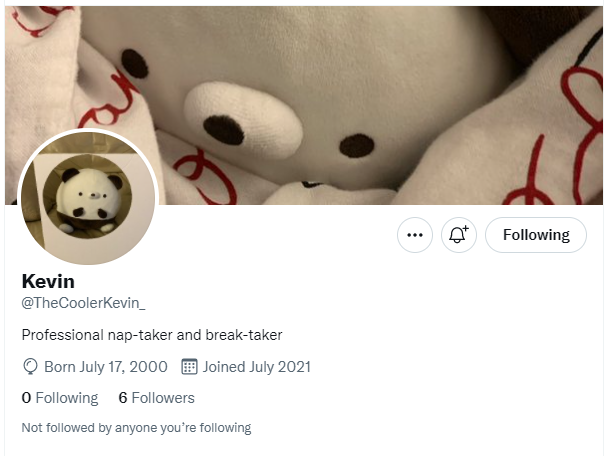 Following
Kevin
@TheCoolerKevin_
Professional nap-taker and break-taker
Born July 17, 2000 Joined July 2021
0 Following 6 Followers
Not followed by anyone you’re following